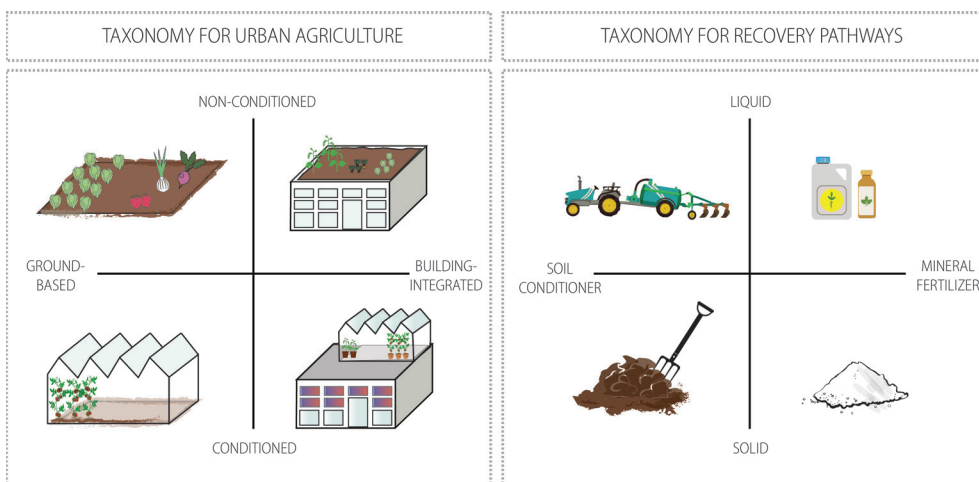 TAXONOMY FOR URBAN AGRICULTURE
TAXONOMY FOR RECOVERY PATHWAYS
NON-CONDITIONED
GROUND-
BASED
BUILDING-
INTEGRATED
CONDITIONED
LIQUID
SOIL
CONDITIONER
MINERAL
FERTILIZER
SOLID